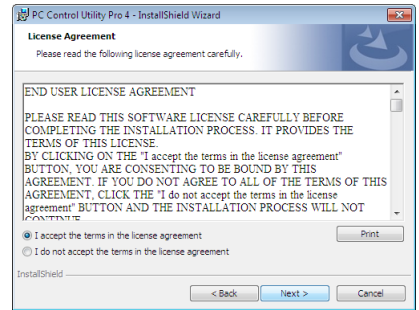 PC Control Utility Pro 4 - InstallShield Wizard
License Agreement
Please read the following license agreement carefully.
END USER LICENSE AGREEMENT
PLEASE READ THIS SOFTWARE LICENSE CAREFULLY BEFORE
COMPLETING THE INSTALLATION PROCESS. IT PROVIDES THE
TERMS OF THIS LICENSE.
BY CLICKING ON THE "I accept the terms in the license agreement"
BUTTON, YOU ARE CONSENTING TO BE BOUND BY THIS
AGREEMENT. IF YOU DO NOT AGREE TO ALL OF THE TERMS OF THIS
AGREEMENT, CLICK THE "I do not accept the terms in the license
agreement" BUTTON AND THE INSTALLATION PROCESS WILL NOT
CONTINUE
I accept the terms in the license agreement
Print
I do not accept the terms in the license agreement
InstallShield
< Back
Next >
Cancel